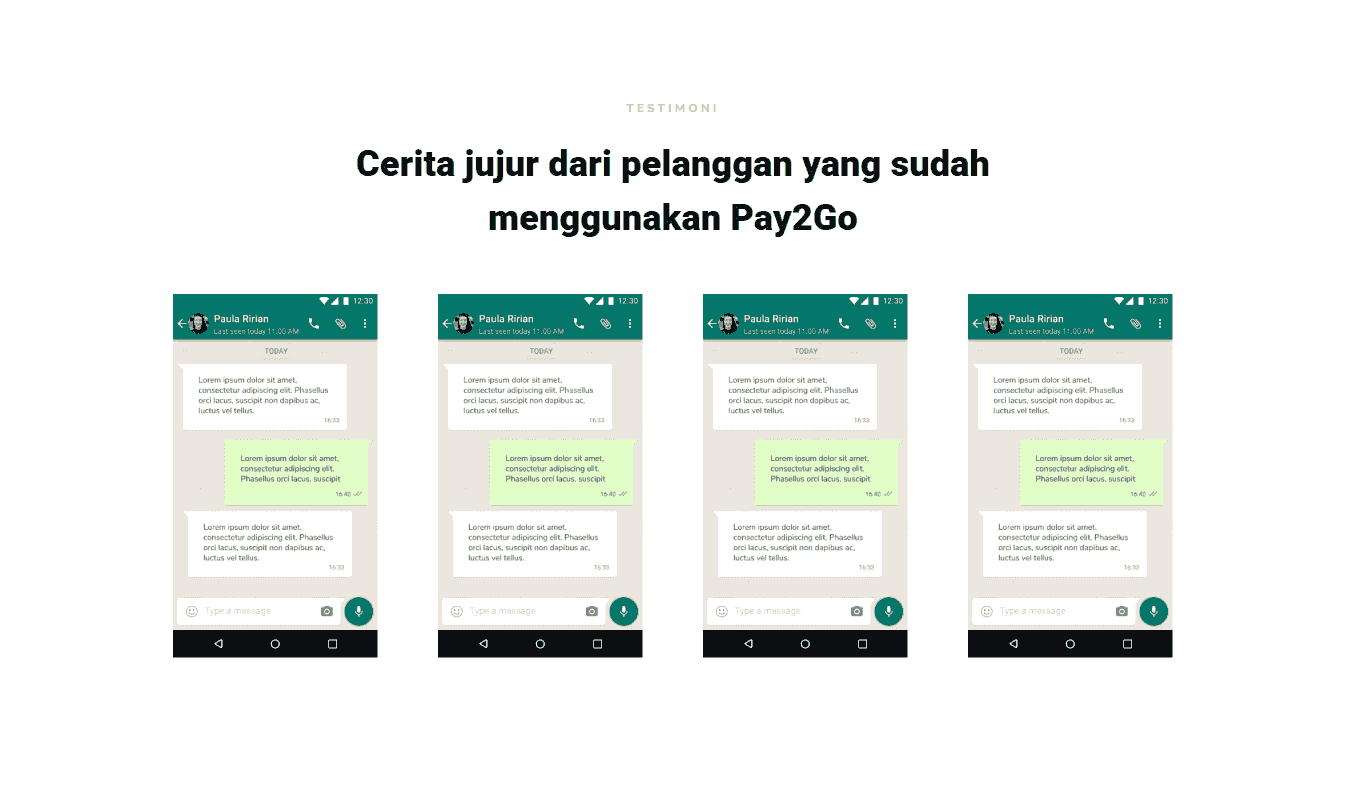 TESTIMONI
Cerita jujur dari pelanggan yang sudah
menggunakan Pay2Go
12:30
Paula Ririan
Last seen today 11.00 AM
TODAY
Lorem ipsum dolor sit amet,
consectetur adipiscing elit. Phasellus
orci lacus, suscipit non dapibus ac,
luctus vel tellus.
16:33
Lorem ipsum dolor sit amet,
consectetur adipiscing elit.
Phasellus orci lacus, suscipit
16:40
Lorem ipsum dolor sit amet,
consectetur adipiscing elit. Phasellus
orci lacus, suscipit non dapibus ac,
luctus vel tellus.
16:33
Type a message
12:30
Paula Ririan
Last seen today 11.00 AM
TODAY
Lorem ipsum dolor sit amet,
consectetur adipiscing elit. Phasellus
orci lacus, suscipit non dapibus ac,
luctus vel tellus.
16:33
Lorem ipsum dolor sit amet,
consectetur adipiscing elit.
Phasellus orci lacus, suscipit
16:40
Lorem ipsum dolor sit amet,
consectetur adipiscing elit. Phasellus
orci lacus, suscipit non dapibus ac,
luctus vel tellus.
16:33
Type a message
12:30
Paula Ririan
Last seen today 11.00 AM
TODAY
Lorem ipsum dolor sit amet,
consectetur adipiscing elit. Phasellus
orci lacus, suscipit non dapibus ac,
luctus vel tellus.
16:33
Lorem ipsum dolor sit amet,
consectetur adipiscing elit.
Phasellus orci lacus, suscipit
16:40
Lorem ipsum dolor sit amet,
consectetur adipiscing elit. Phasellus
orci lacus, suscipit non dapibus ac,
luctus vel tellus.
16:33
Type a message
12:30
Paula Ririan
Last seen today 11.00 AM
TODAY
Lorem ipsum dolor sit amet,
consectetur adipiscing elit. Phasellus
orci lacus, suscipit non dapibus ac,
luctus vel tellus.
16:33
Lorem ipsum dolor sit amet,
consectetur adipiscing elit.
Phasellus orci lacus, suscipit
16:40
Lorem ipsum dolor sit amet,
consectetur adipiscing elit. Phasellus
orci lacus, suscipit non dapibus ac,
luctus vel tellus.
16:33
Type a message